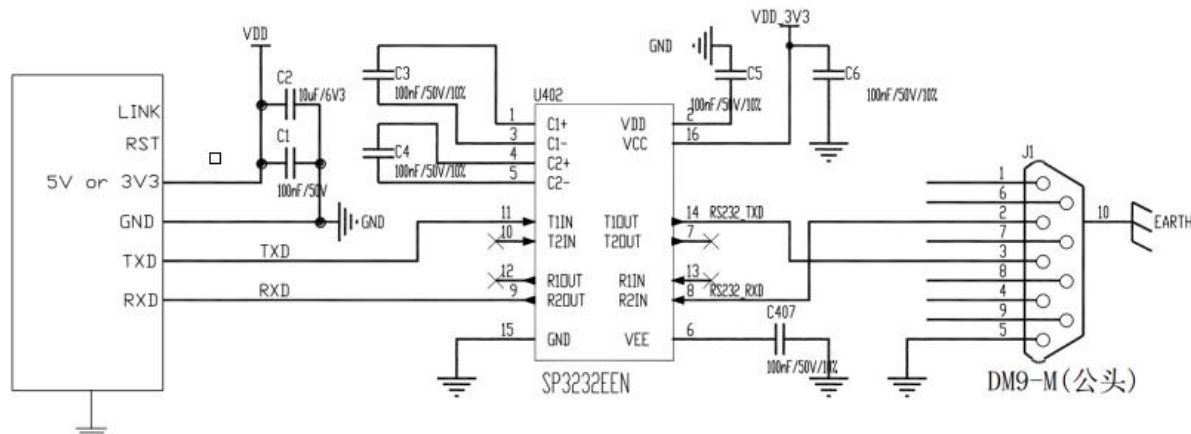 VDD
LINK
RST
5V or 3V3
GND
TXD
RXD
C2
10uF/6V3
C1
100nF/50V
GND
TXD
RXD
C3
100nF/50V/10%
C4
100nF/50V/10%
U402
1 C1+
3 C1-
4 C2+
5 C2-
11 T1IN
10 T2IN
12 R1OUT
9 R2OUT
15 GND
VDD 2
VCC 16
T1OUT 14
T2OUT 7
R1IN 13
R2IN 8
VEE 6
SP3232EEN
GND
C5
100nF/50V/10%
VDD_3V3
C6
100nF/50V/10%
RS232_TXD
RS232_RXD
C407
100nF/50V/10%
J1
1
6
2
7
3
8
4
9
5
10
EARTH
DM9-M(公头)